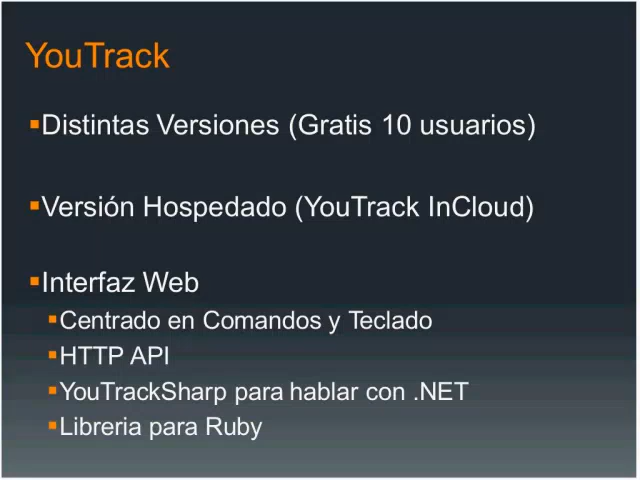 YouTrack
▪Distintas Versiones (Gratis 10 usuarios)
▪Versión Hospedado (YouTrack InCloud)
▪Interfaz Web
▪Centrado en Comandos y Teclado
▪HTTP API
▪YouTrackSharp para hablar con .NET
▪Libreria para Ruby